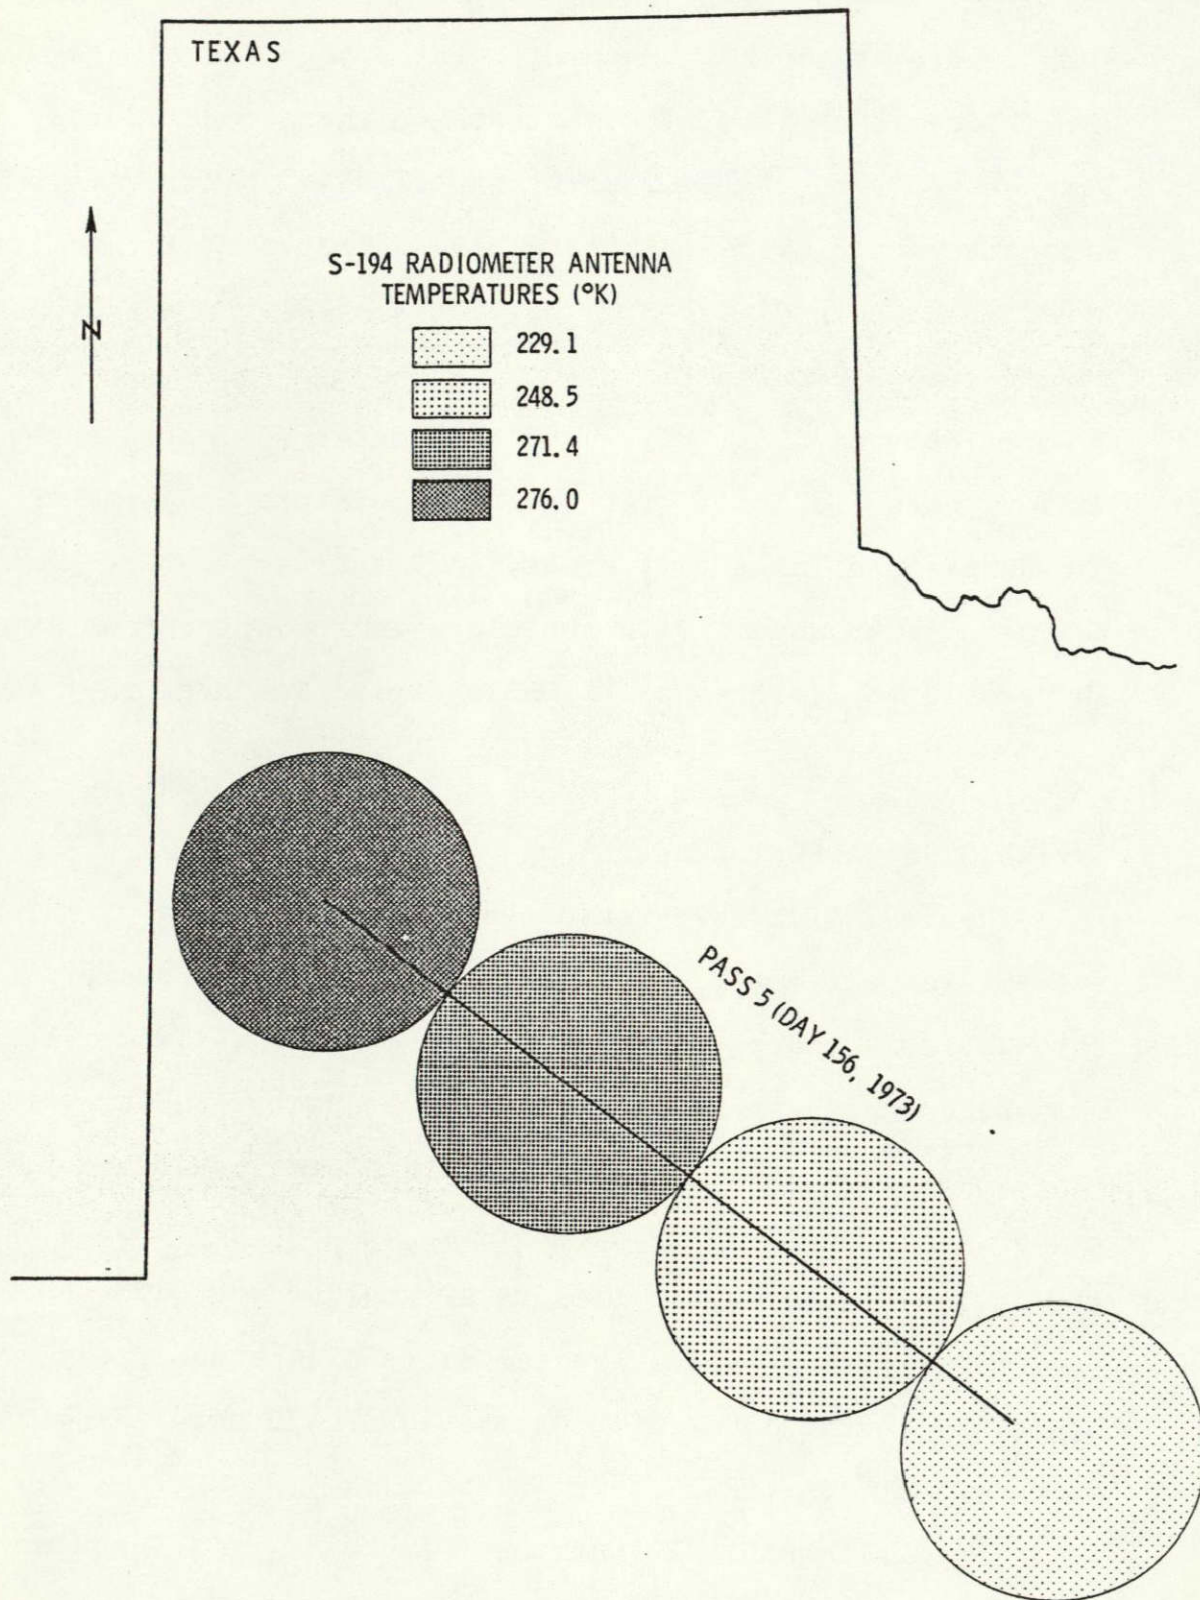 TEXAS
N
S-194 RADIOMETER ANTENNA
TEMPERATURES (°K)
229.1
248.5
271.4
276.0
PASS 5 (DAY 156, 1973)